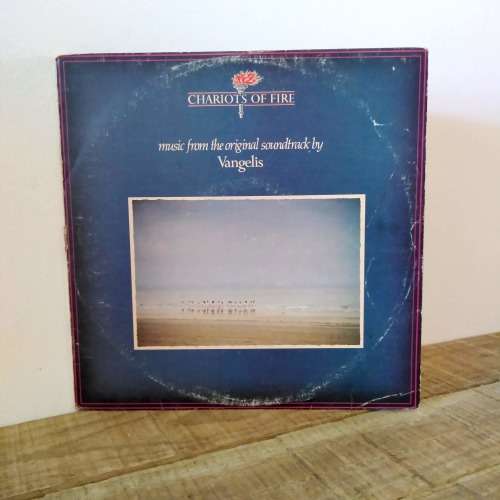 CHARIOTS OF FIRE
music from the original soundtrack by
Vangelis